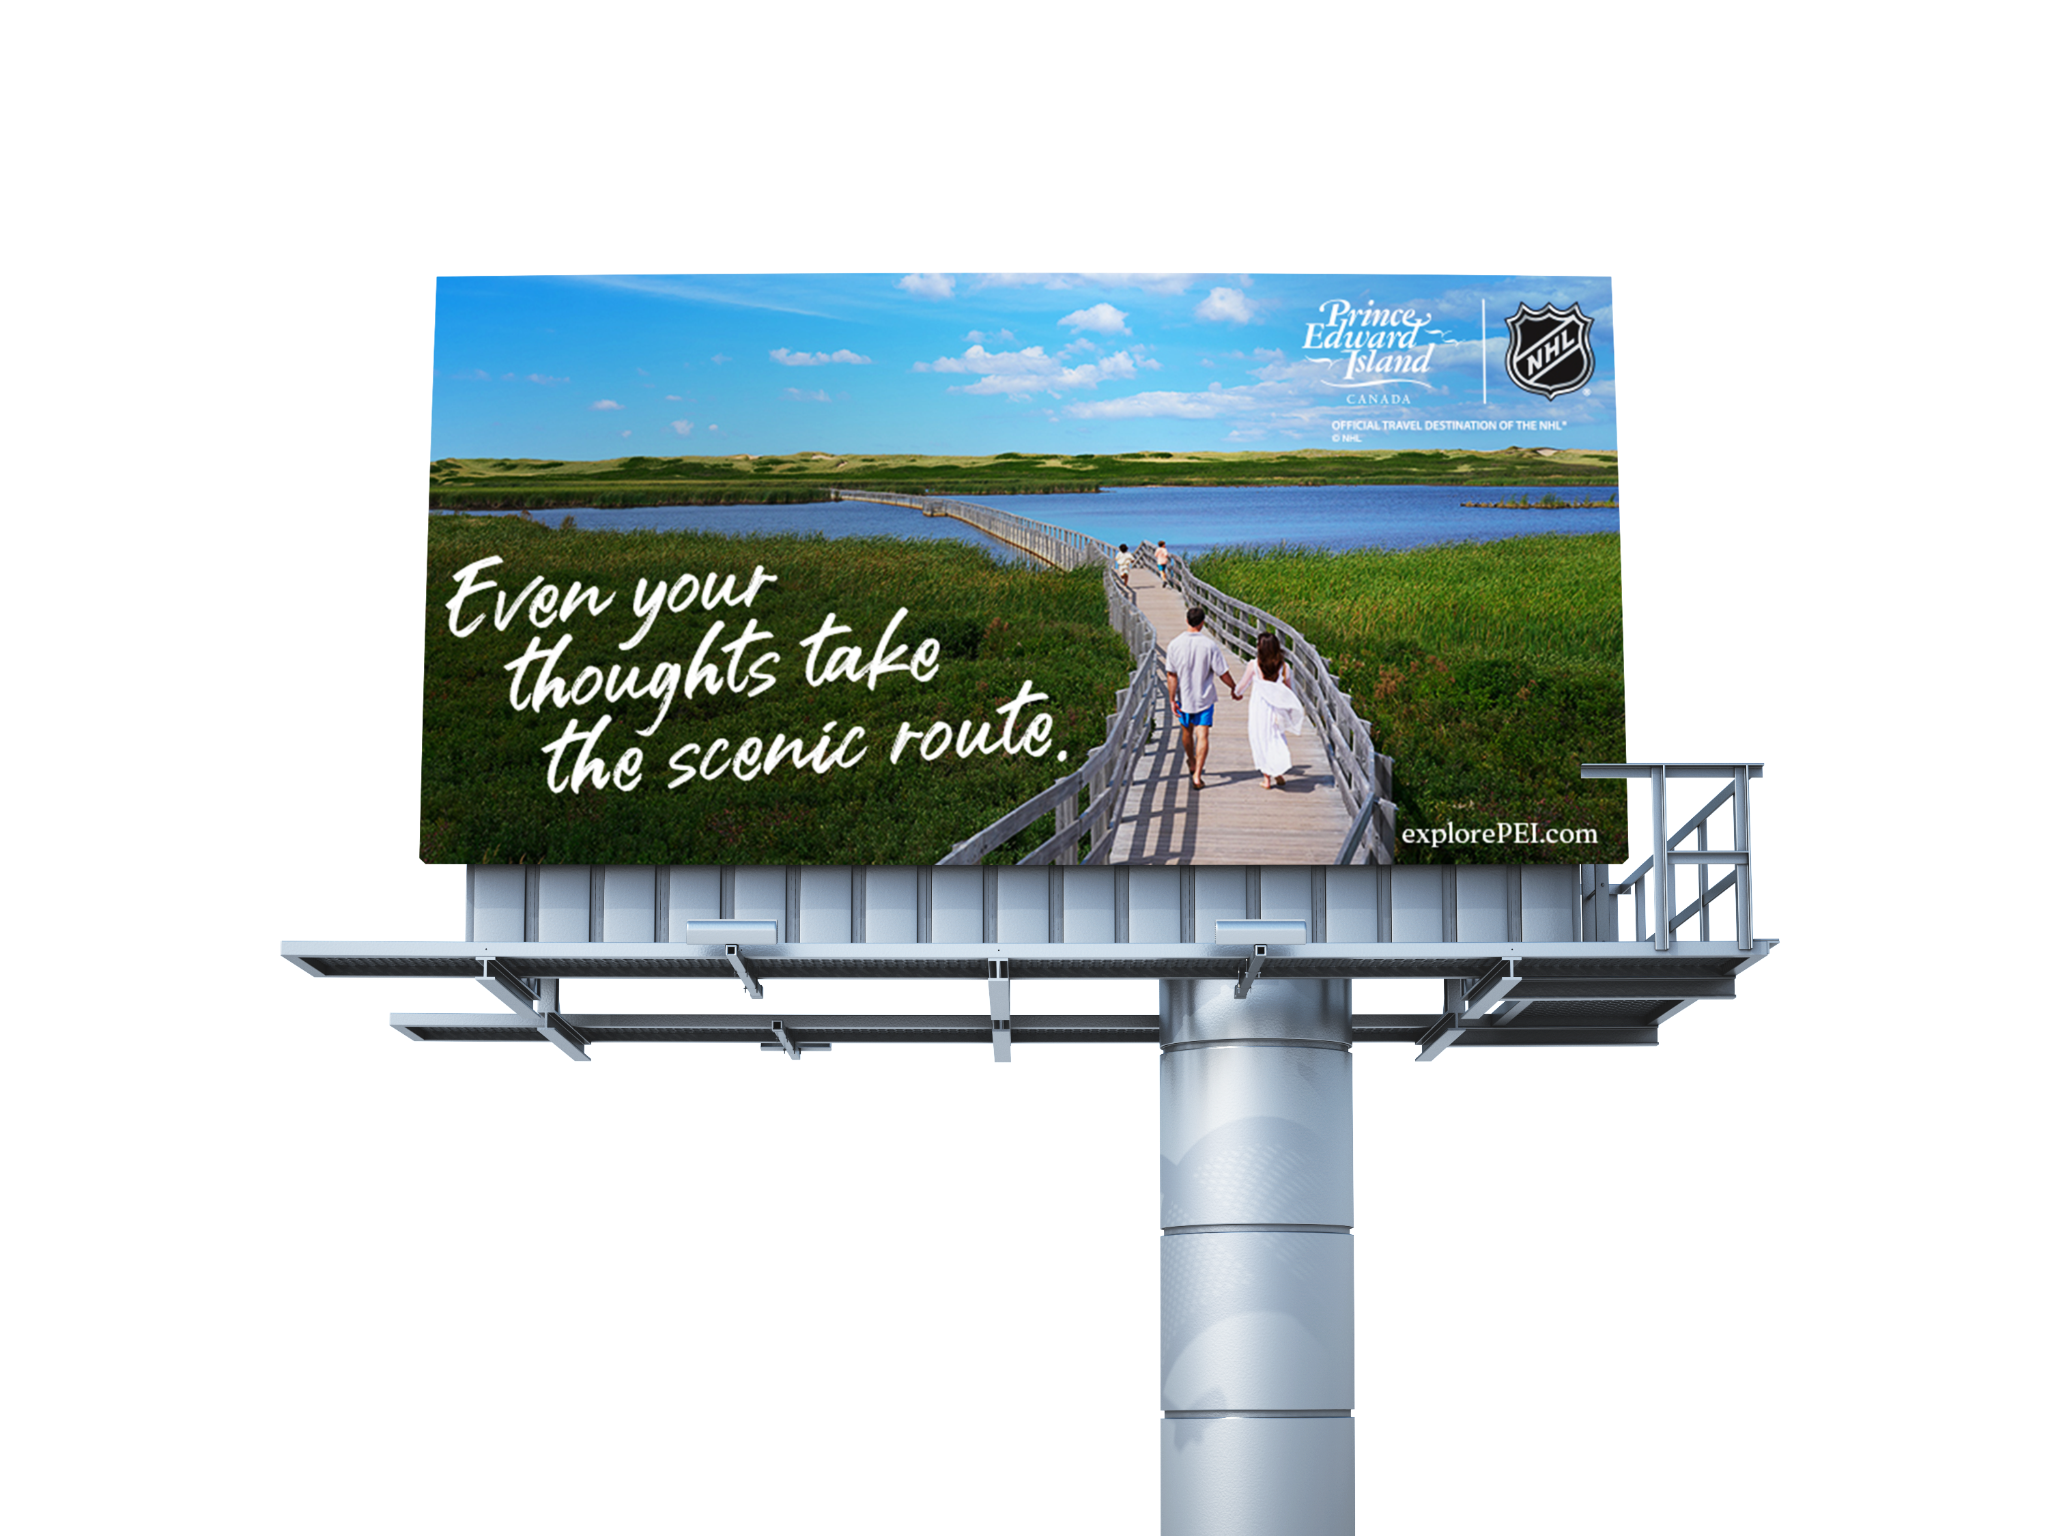 Prince
Edward
Island
CANADA
NHL
®
OFFICIAL TRAVEL DESTINATION OF THE NHL®
© NHL
Even your
thoughts take
the scenic route.
explorePEI.com